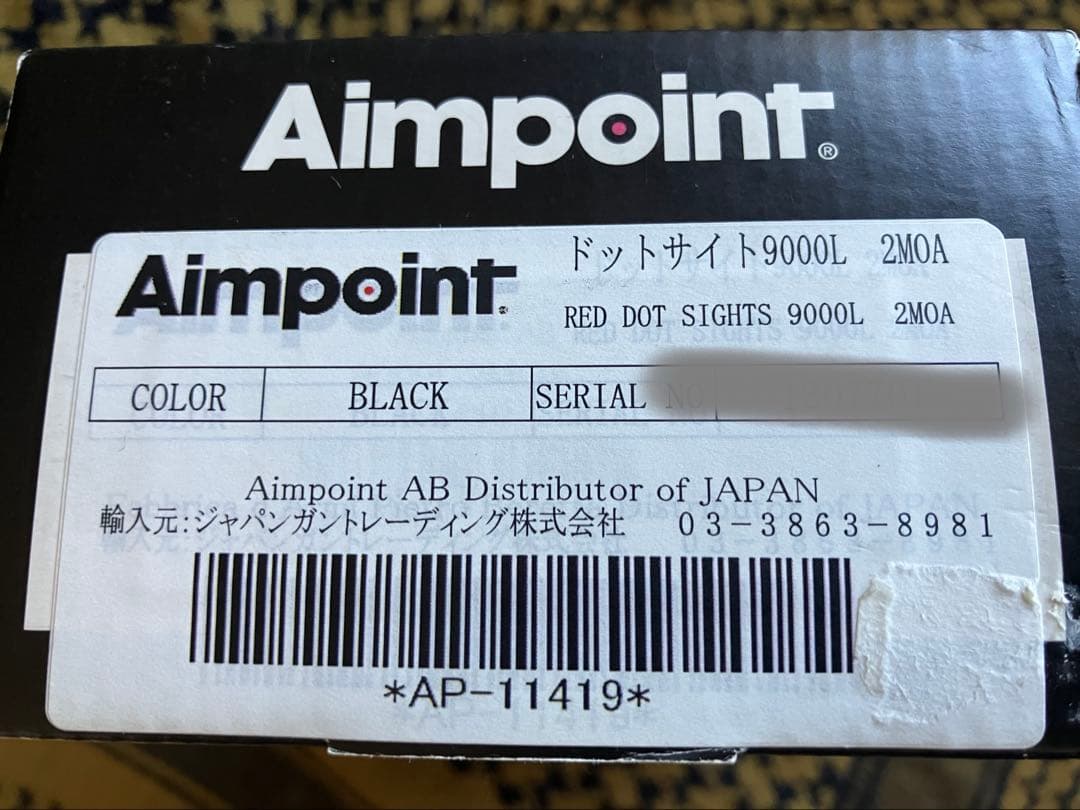 Aimpoint®
Aimpoint®
ドットサイト9000L 2MOA
RED DOT SIGHTS 9000L 2MOA
COLOR BLACK SERIAL NO
Aimpoint AB Distributor of JAPAN
輸入元:ジャパンガントレーディング株式会社 03-3863-8981
*AP-11419*